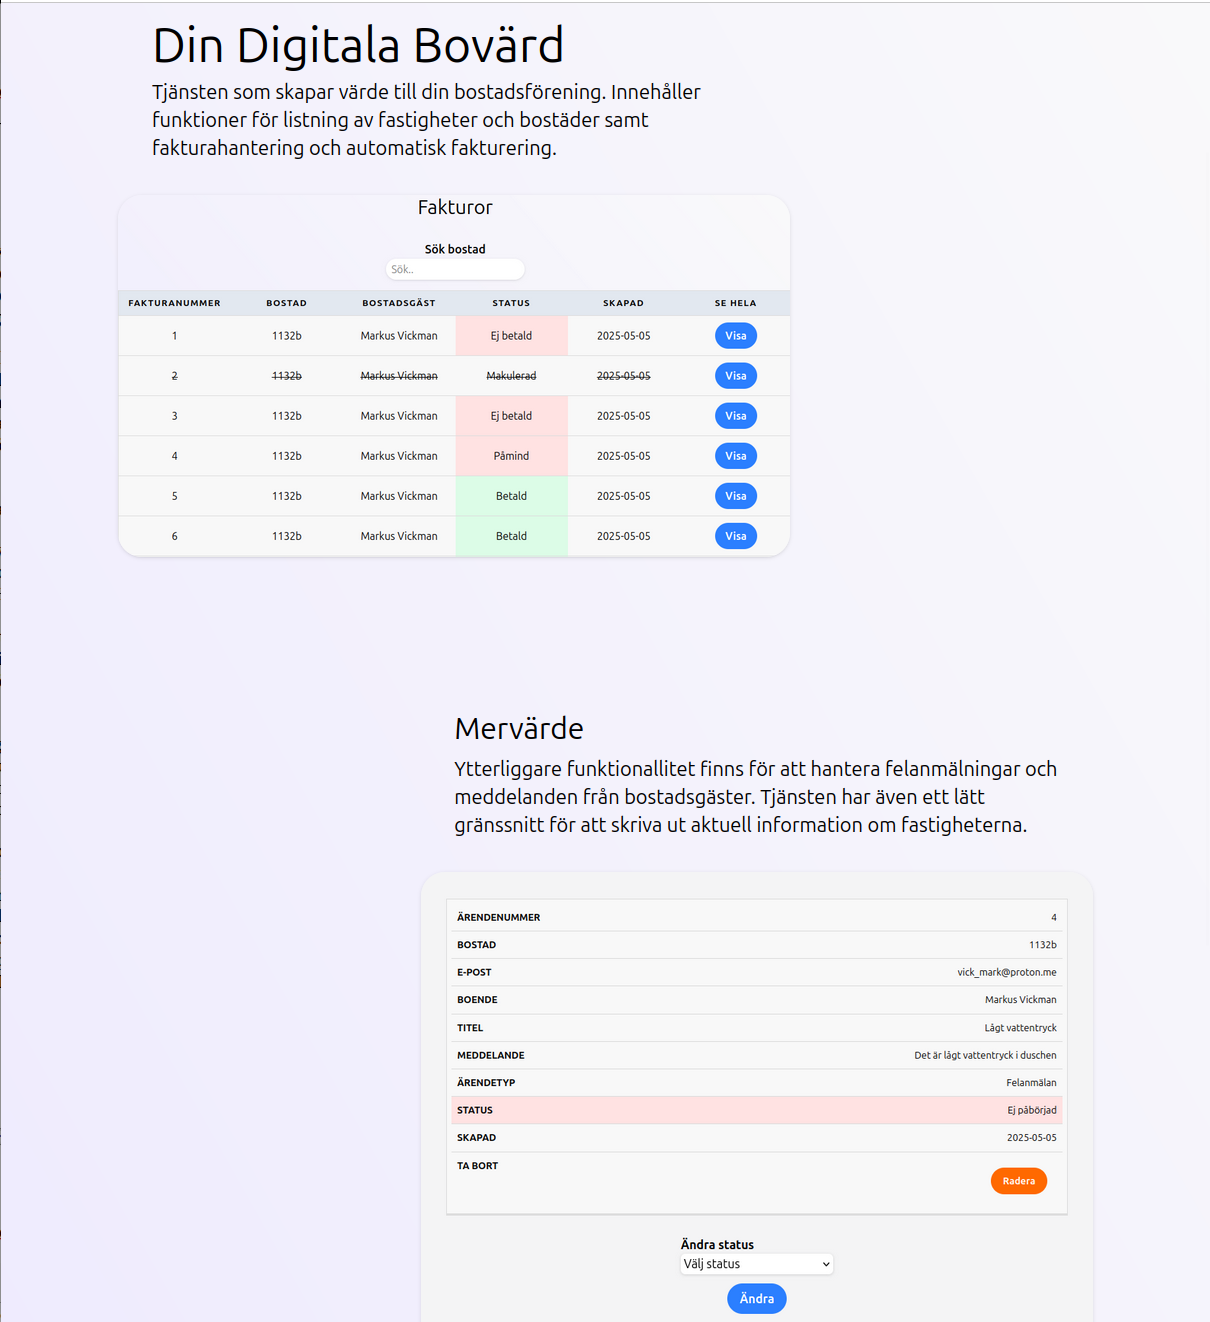 Din Digitala Bovärd
Tjänsten som skapar värde till din bostadsförening. Innehåller
funktioner för listning av fastigheter och bostäder samt
fakturahantering och automatisk fakturering.
Fakturor
Sök bostad
Sök..
FAKTURANUMMER BOSTAD BOSTADSGÄST STATUS SKAPAD SE HELA
1 1132b Markus Vickman Ej betald 2025-05-05 Visa
2 1132b Markus Vickman Makulerad 2025-05-05 Visa
3 1132b Markus Vickman Ej betald 2025-05-05 Visa
4 1132b Markus Vickman Påmind 2025-05-05 Visa
5 1132b Markus Vickman Betald 2025-05-05 Visa
6 1132b Markus Vickman Betald 2025-05-05 Visa
Mervärde
Ytterliggare funktionallitet finns för att hantera felanmälningar och
meddelanden från bostadsgäster. Tjänsten har även ett lätt
gränssnitt för att skriva ut aktuell information om fastigheterna.
ÄRENDENUMMER 4
BOSTAD 1132b
E-POST vick_mark@proton.me
BOENDE Markus Vickman
TITEL Lågt vattentryck
MEDDELANDE Det är lågt vattentryck i duschen
ÄRENDETYP Felanmälan
STATUS Ej påbörjad
SKAPAD 2025-05-05
TA BORT Radera
Ändra status
Välj status
Ändra